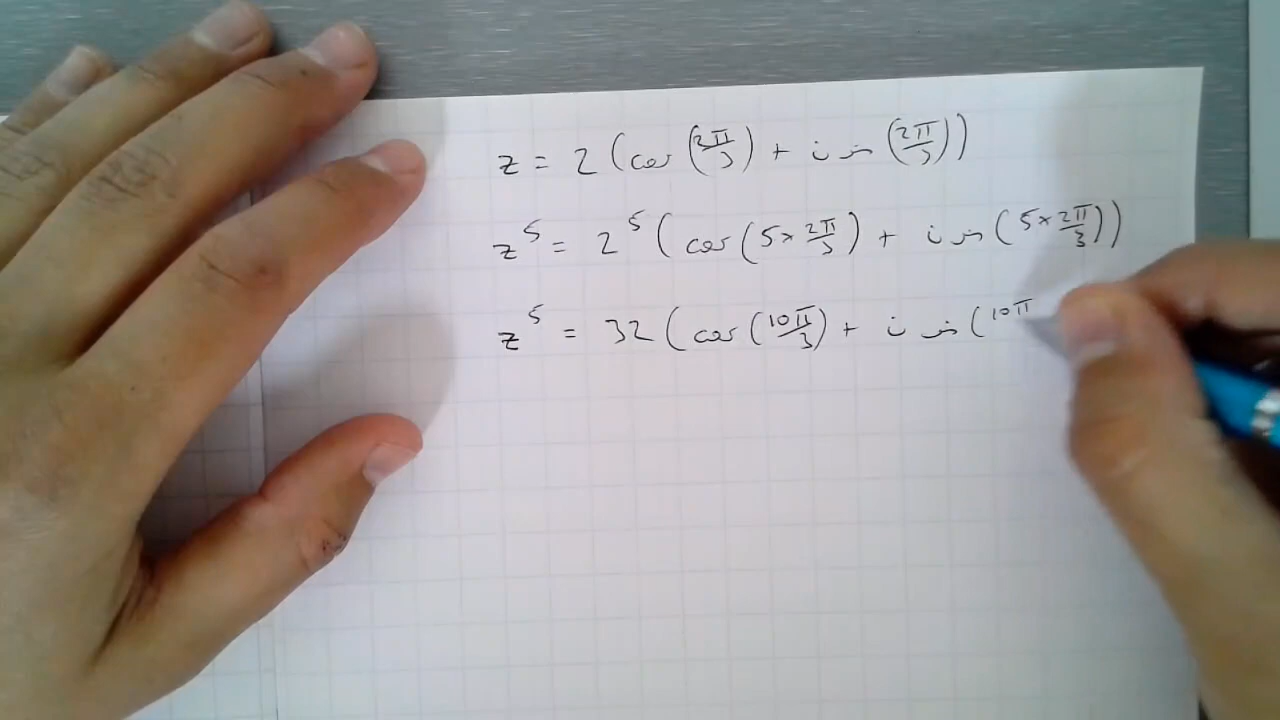 z = 2 (cos (2π/3) + i sin (2π/3))
z^5 = 2^5 (cos (5 × 2π/3) + i sin (5 × 2π/3))
z^5 = 32 (cos (10π/3) + i sin (10π